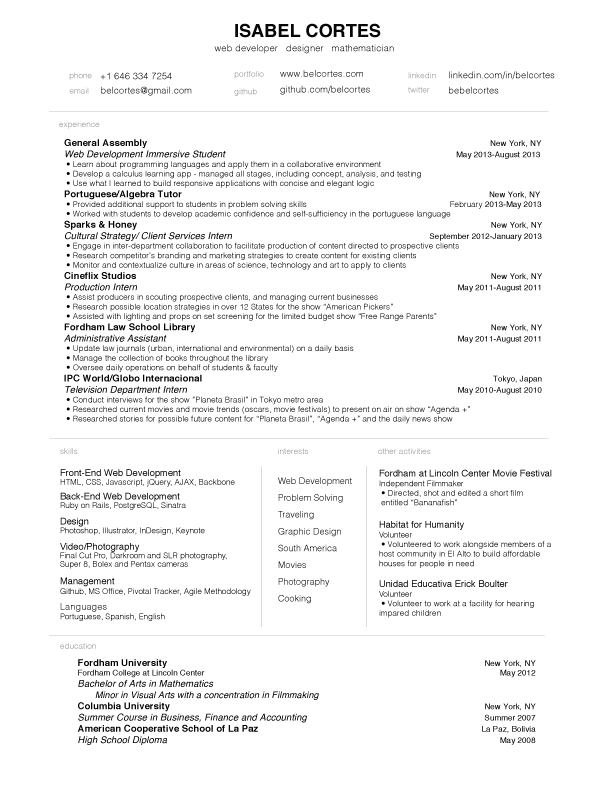 ISABEL CORTES
web developer designer mathematician
phone +1 646 334 7254 portfolio www.belcortes.com linkedin linkedin.com/in/belcortes
email belcortes@gmail.com github github.com/belcortes twitter bebelcortes
experience
General Assembly New York, NY
Web Development Immersive Student May 2013-August 2013
• Learn about programming languages and apply them in a collaborative environment
• Develop a calculus learning app - managed all stages, including concept, analysis, and testing
• Use what I learned to build responsive applications with concise and elegant logic
Portuguese/Algebra Tutor New York, NY
• Provided additional support to students in problem solving skills February 2013-May 2013
• Worked with students to develop academic confidence and self-sufficiency in the portuguese language
Sparks & Honey New York, NY
Cultural Strategy/ Client Services Intern September 2012-January 2013
• Engage in inter-department collaboration to facilitate production of content directed to prospective clients
• Research competitor's branding and marketing strategies to create content for existing clients
• Monitor and contextualize culture in areas of science, technology and art to apply to clients
Cineflix Studios New York, NY
Production Intern May 2011-August 2011
• Assist producers in scouting prospective clients, and managing current businesses
• Research possible location strategies in over 12 States for the show "American Pickers"
• Assisted with lighting and props on set screening for the limited budget show "Free Range Parents"
Fordham Law School Library New York, NY
Administrative Assistant May 2011-August 2011
• Update law journals (urban, international and environmental) on a daily basis
• Manage the collection of books throughout the library
• Oversee daily operations on behalf of students & faculty
IPC World/Globo Internacional Tokyo, Japan
Television Department Intern May 2010-August 2010
• Conduct interviews for the show "Planeta Brasil" in Tokyo metro area
• Researched current movies and movie trends (oscars, movie festivals) to present on air on show "Agenda +"
• Researched stories for possible future content for "Planeta Brasil", "Agenda +" and the daily news show
skills
Front-End Web Development
HTML, CSS, Javascript, jQuery, AJAX, Backbone
Back-End Web Development
Ruby on Rails, PostgreSQL, Sinatra
Design
Photoshop, Illustrator, InDesign, Keynote
Video/Photography
Final Cut Pro, Darkroom and SLR photography,
Super 8, Bolex and Pentax cameras
Management
Github, MS Office, Pivotal Tracker, Agile Methodology
Languages
Portuguese, Spanish, English
interests
Web Development
Problem Solving
Traveling
Graphic Design
South America
Movies
Photography
Cooking
other activities
Fordham at Lincoln Center Movie Festival
Independent Filmmaker
• Directed, shot and edited a short film
entitled "Bananafish"
Habitat for Humanity
Volunteer
• Volunteered to work alongside members of a
host community in El Alto to build affordable
houses for people in need
Unidad Educativa Erick Boulter
Volunteer
• Volunteer to work at a facility for hearing
impared children
education
Fordham University New York, NY
Fordham College at Lincoln Center May 2012
Bachelor of Arts in Mathematics
Minor in Visual Arts with a concentration in Filmmaking
Columbia University New York, NY
Summer Course in Business, Finance and Accounting Summer 2007
American Cooperative School of La Paz La Paz, Bolivia
High School Diploma May 2008